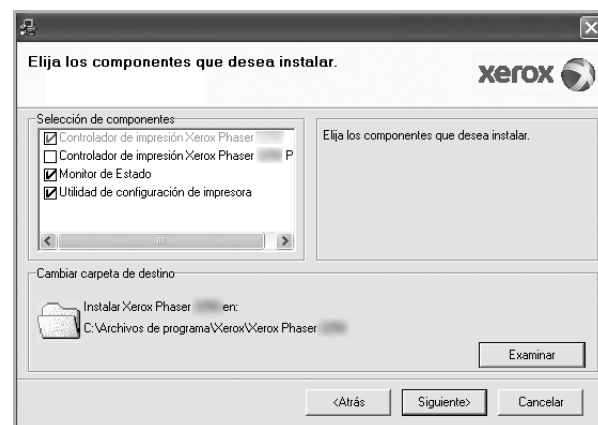 Elija los componentes que desea instalar.
xerox
Selección de componentes
Controlador de impresión Xerox Phaser
Controlador de impresión Xerox Phaser P
Monitor de Estado
Utilidad de configuración de impresora
Elija los componentes que desea instalar.
Cambiar carpeta de destino
Instalar Xerox Phaser en:
C:\Archivos de programa\Xerox\Xerox Phaser
Examinar
<Atrás
Siguiente>
Cancelar